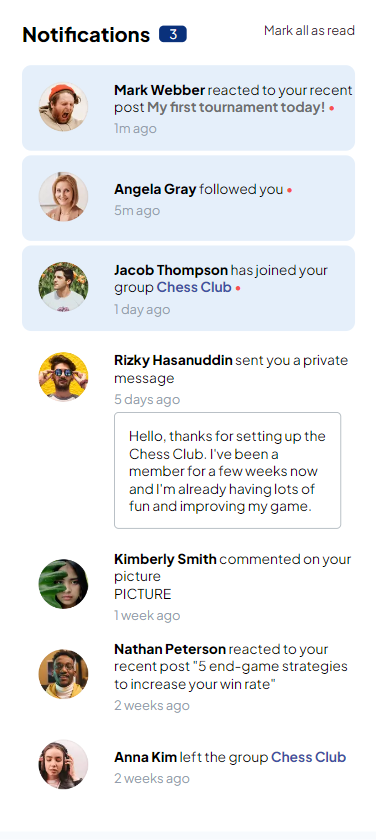 Notifications 3 Mark all as read
Mark Webber reacted to your recent
post My first tournament today!
1m ago
Angela Gray followed you
5m ago
Jacob Thompson has joined your
group Chess Club
1 day ago
Rizky Hasanuddin sent you a private
message
5 days ago
Hello, thanks for setting up the
Chess Club. I've been a
member for a few weeks now
and I'm already having lots of
fun and improving my game.
Kimberly Smith commented on your
picture
PICTURE
1 week ago
Nathan Peterson reacted to your
recent post "5 end-game strategies
to increase your win rate"
2 weeks ago
Anna Kim left the group Chess Club
2 weeks ago